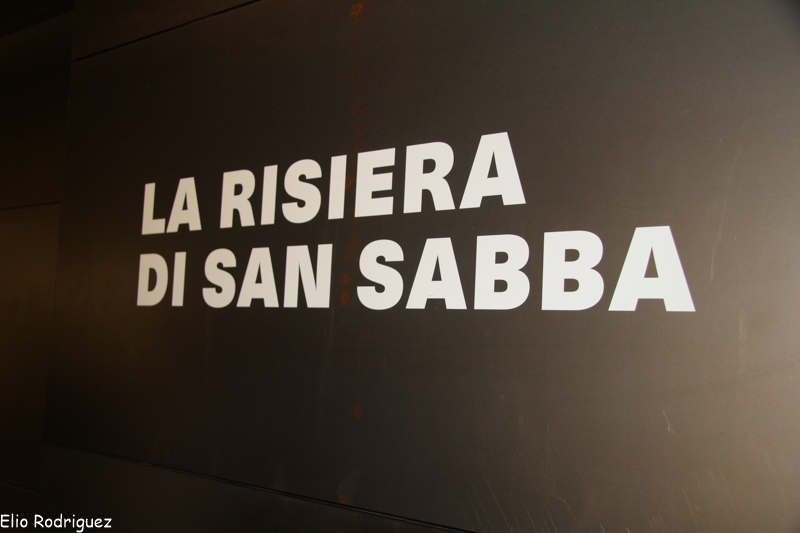 LA RISIERA
DI SAN SABBA
Elio Rodriguez